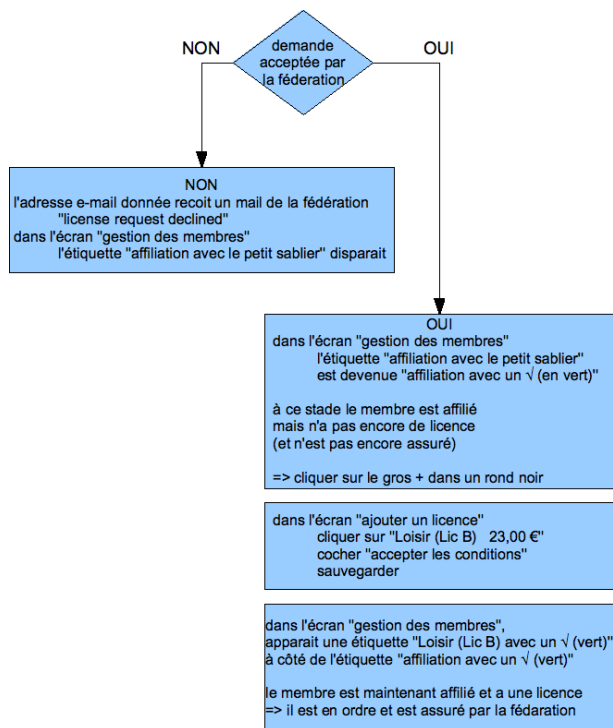 NON
demande
acceptée par
la féderation
OUI
NON
l'adresse e-mail donnée recoit un mail de la fédération
"license request declined"
dans l'écran "gestion des membres"
l'étiquette "affiliation avec le petit sablier" disparait
OUI
dans l'écran "gestion des membres"
l'étiquette "affiliation avec le petit sablier"
est devenue "affiliation avec un √ (en vert)"
à ce stade le membre est affilié
mais n'a pas encore de licence
(et n'est pas encore assuré)
=> cliquer sur le gros + dans un rond noir
dans l'écran "ajouter un licence"
cliquer sur "Loisir (Lic B)   23,00 €"
cocher "accepter les conditions"
sauvegarder
dans l'écran "gestion des membres",
apparait une étiquette "Loisir (Lic B) avec un √ (vert)"
à côté de l'étiquette "affiliation avec un √ (vert)"
le membre est maintenant affilié et a une licence
=> il est en ordre et est assuré par la fédaration